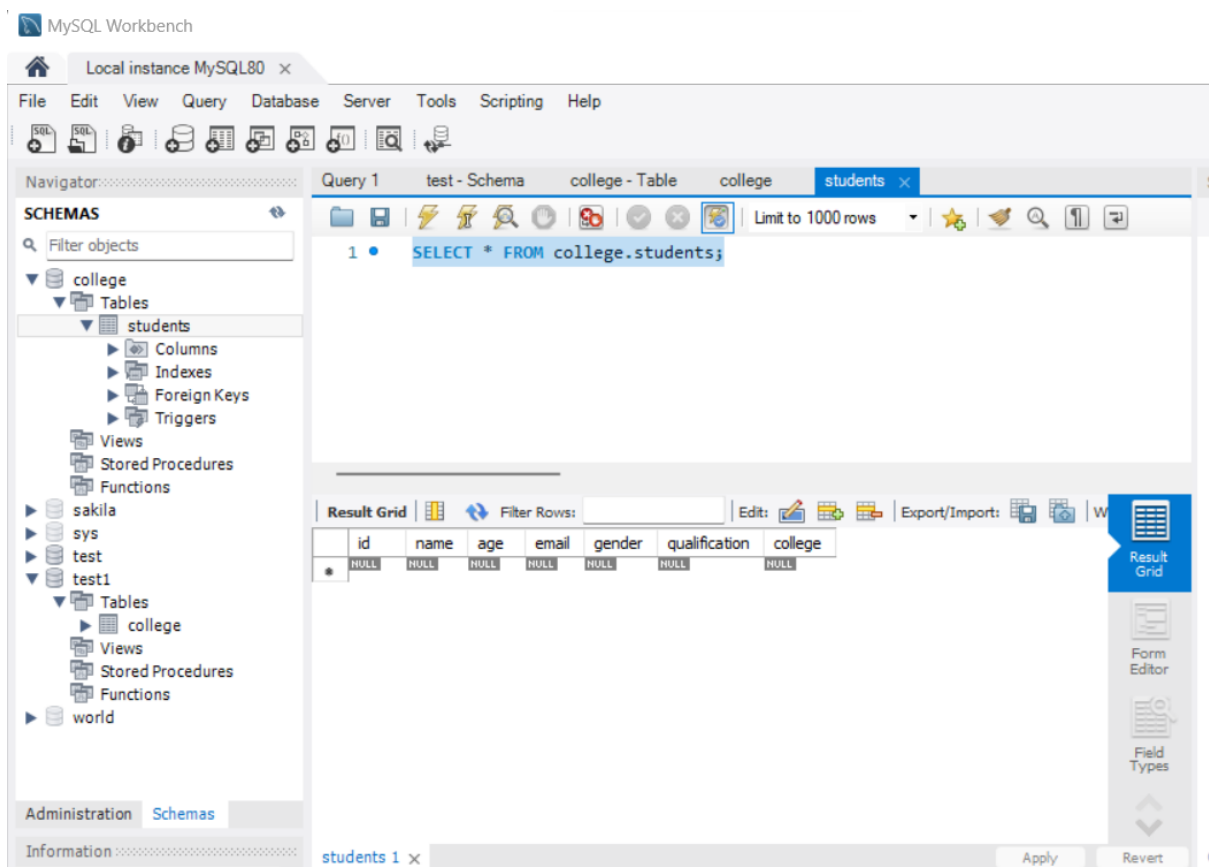 MySQL Workbench
Local instance MySQL80
File Edit View Query Database Server Tools Scripting Help
Navigator
Query 1 test - Schema college - Table college students
SCHEMAS
Limit to 1000 rows
Filter objects
1 SELECT * FROM college.students;
college
Tables
students
Columns
Indexes
Foreign Keys
Triggers
Views
Stored Procedures
Functions
sakila
sys
test
test1
Tables
college
Views
Stored Procedures
Functions
world
Result Grid Filter Rows: Edit: Export/Import: W
id name age email gender qualification college
NULL NULL NULL NULL NULL NULL NULL
Result
Grid
Form
Editor
Field
Types
Administration Schemas
Information
students 1
Apply Revert